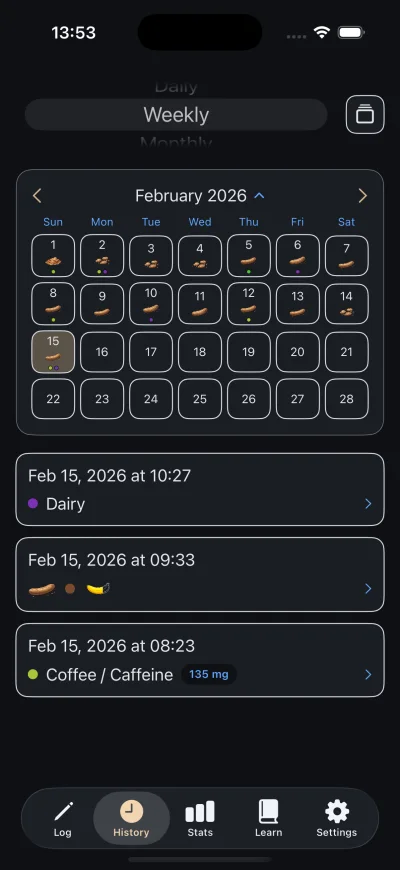 13:53
Daily
Weekly
Monthly
February 2026
Sun Mon Tue Wed Thu Fri Sat
1 2 3 4 5 6 7
8 9 10 11 12 13 14
15 16 17 18 19 20 21
22 23 24 25 26 27 28
Feb 15, 2026 at 10:27
Dairy
Feb 15, 2026 at 09:33
Feb 15, 2026 at 08:23
Coffee / Caffeine 135 mg
Log History Stats Learn Settings